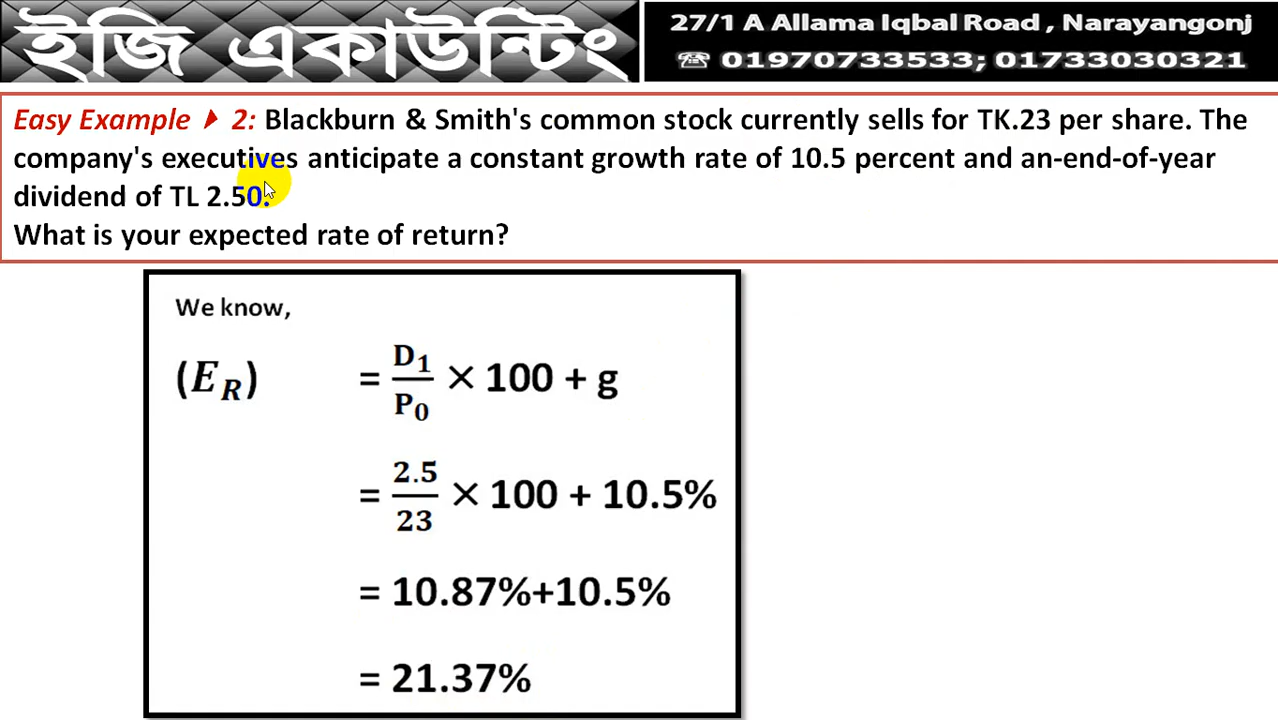 ইজি একাউন্টিং
27/1 A Allama Iqbal Road , Narayangonj
☎ 01970733533; 01733030321
Easy Example 2: Blackburn & Smith's common stock currently sells for TK.23 per share. The
company's executives anticipate a constant growth rate of 10.5 percent and an-end-of-year
dividend of TL 2.50.
What is your expected rate of return?
We know,
(E_R) = D₁/P₀ × 100 + g
= 2.5/23 × 100 + 10.5%
= 10.87%+10.5%
= 21.37%